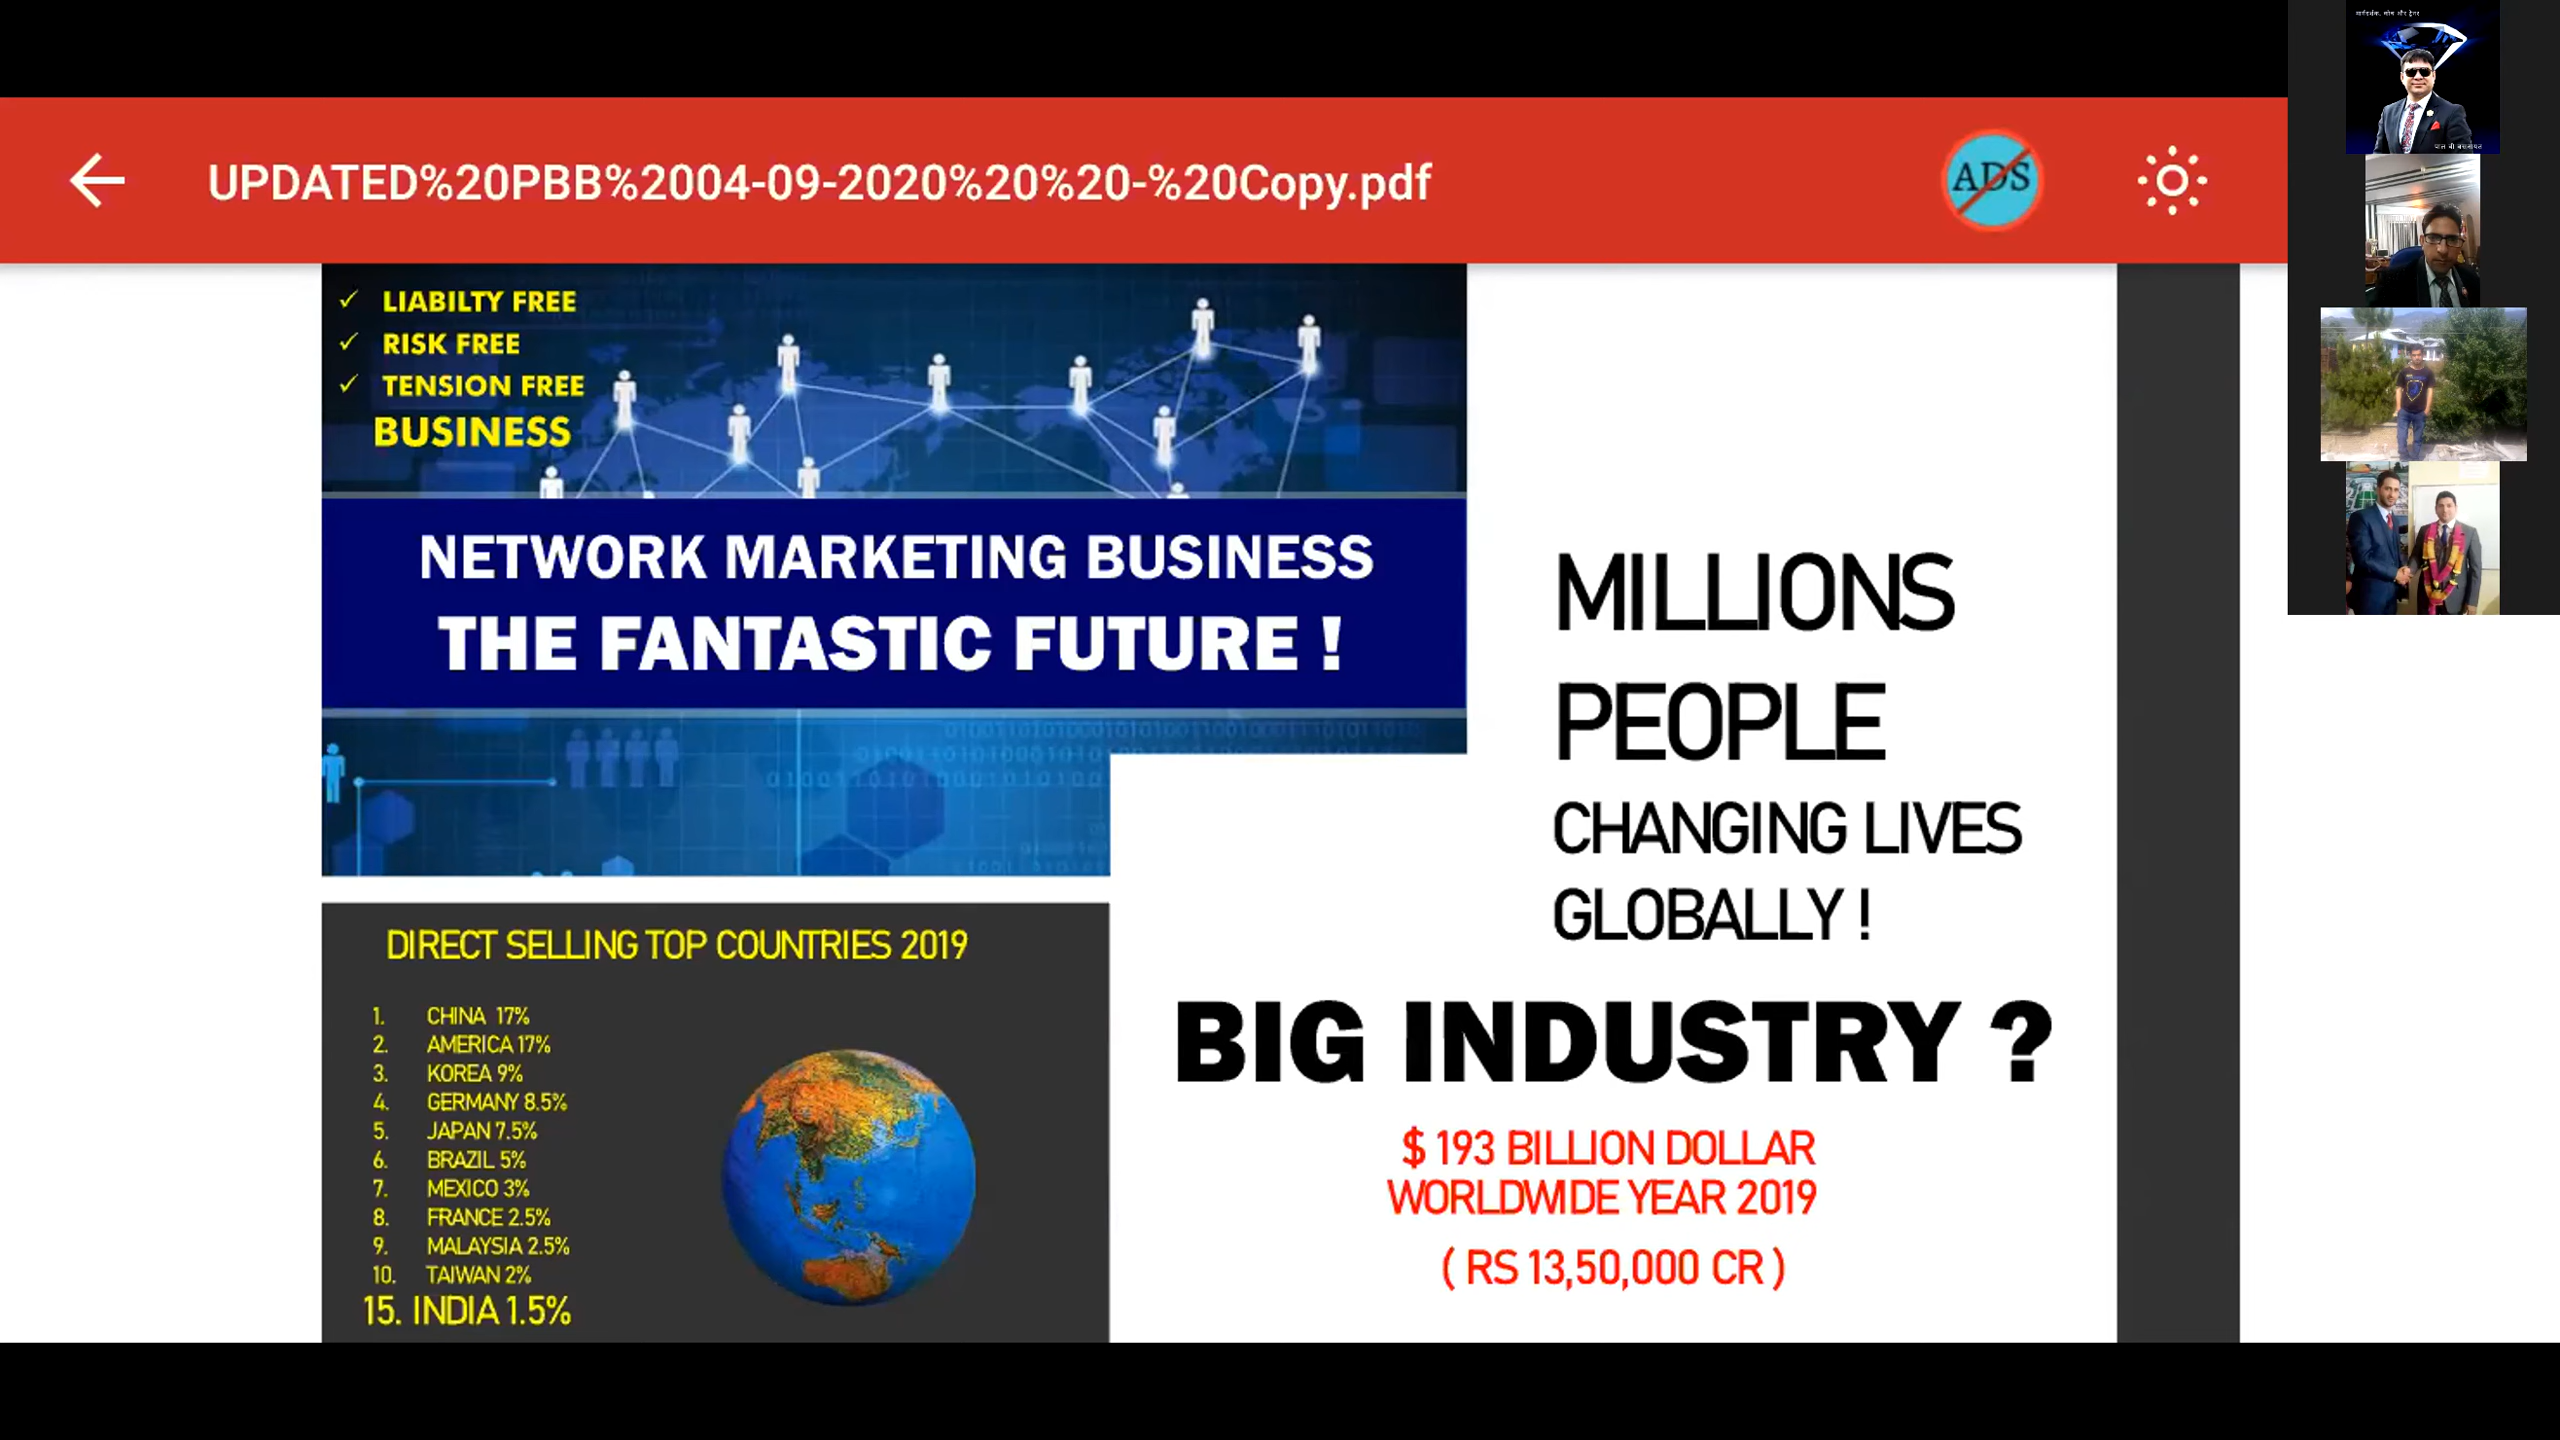 UPDATED%20PBB%2004-09-2020%20%20-%20Copy.pdf
ADS
LIABILTY FREE
RISK FREE
TENSION FREE
BUSINESS
NETWORK MARKETING BUSINESS
THE FANTASTIC FUTURE !
MILLIONS
PEOPLE
CHANGING LIVES
GLOBALLY !
BIG INDUSTRY ?
$ 193 BILLION DOLLAR
WORLDWIDE YEAR 2019
( RS 13,50,000 CR )
DIRECT SELLING TOP COUNTRIES 2019
1. CHINA 17%
2. AMERICA 17%
3. KOREA 9%
4. GERMANY 8.5%
5. JAPAN 7.5%
6. BRAZIL 5%
7. MEXICO 3%
8. FRANCE 2.5%
9. MALAYSIA 2.5%
10. TAIWAN 2%
15. INDIA 1.5%